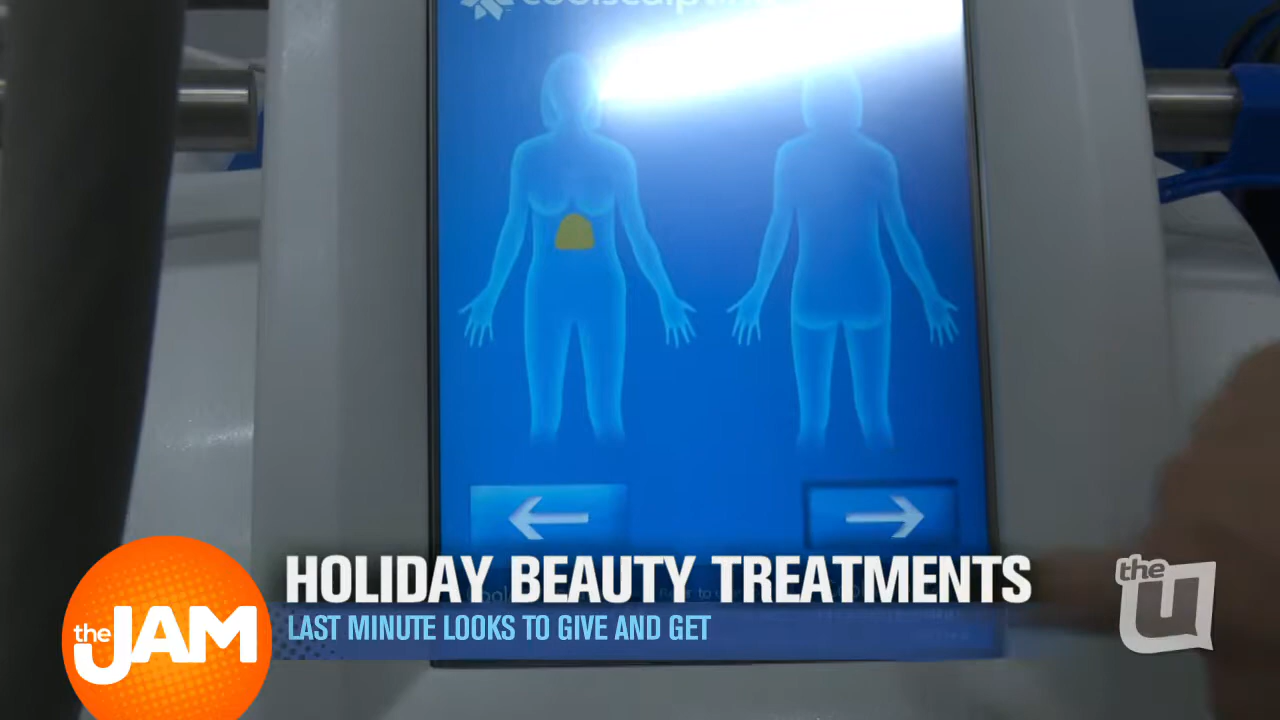 coolsculpting
HOLIDAY BEAUTY TREATMENTS
LAST MINUTE LOOKS TO GIVE AND GET
the JAM
the U